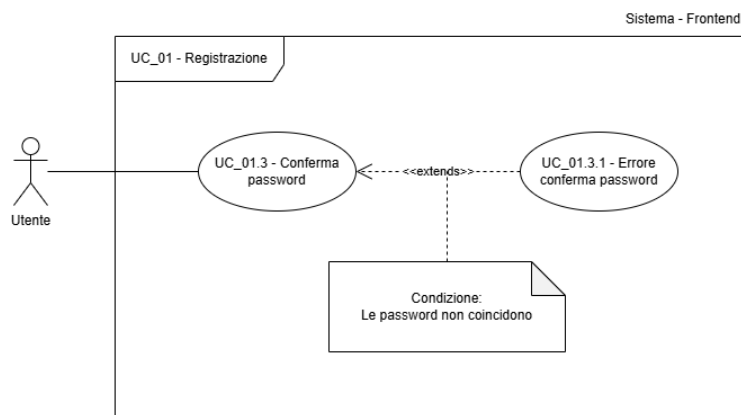 Sistema - Frontend
UC_01 - Registrazione
UC_01.3 - Conferma
password
<<extends>>
UC_01.3.1 - Errore
conferma password
Utente
Condizione:
Le password non coincidono